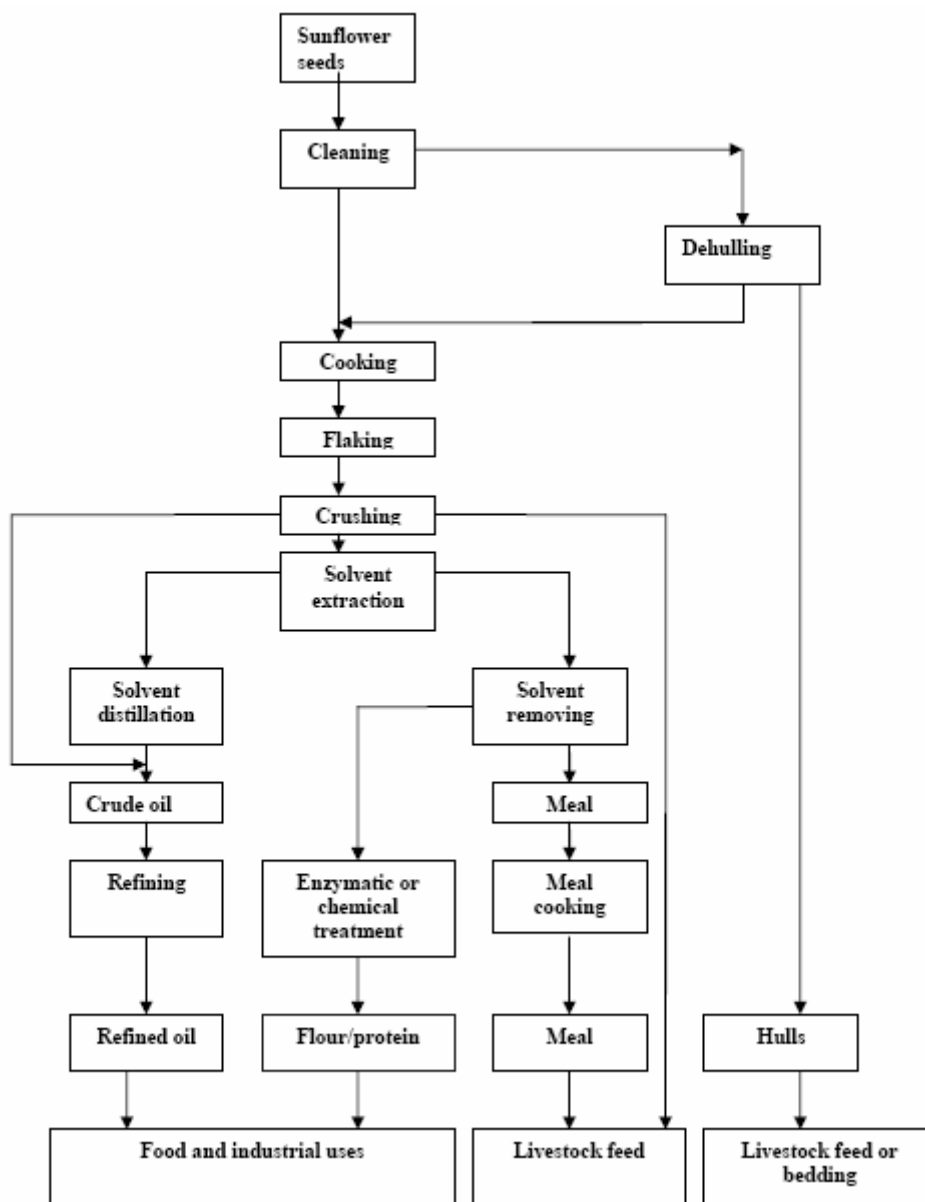 Sunflower
seeds
Cleaning
Dehulling
Cooking
Flaking
Crushing
Solvent
extraction
Solvent
distillation
Solvent
removing
Crude oil
Meal
Refining
Enzymatic or
chemical
treatment
Meal
cooking
Refined oil
Flour/protein
Meal
Hulls
Food and industrial uses
Livestock feed
Livestock feed or
bedding